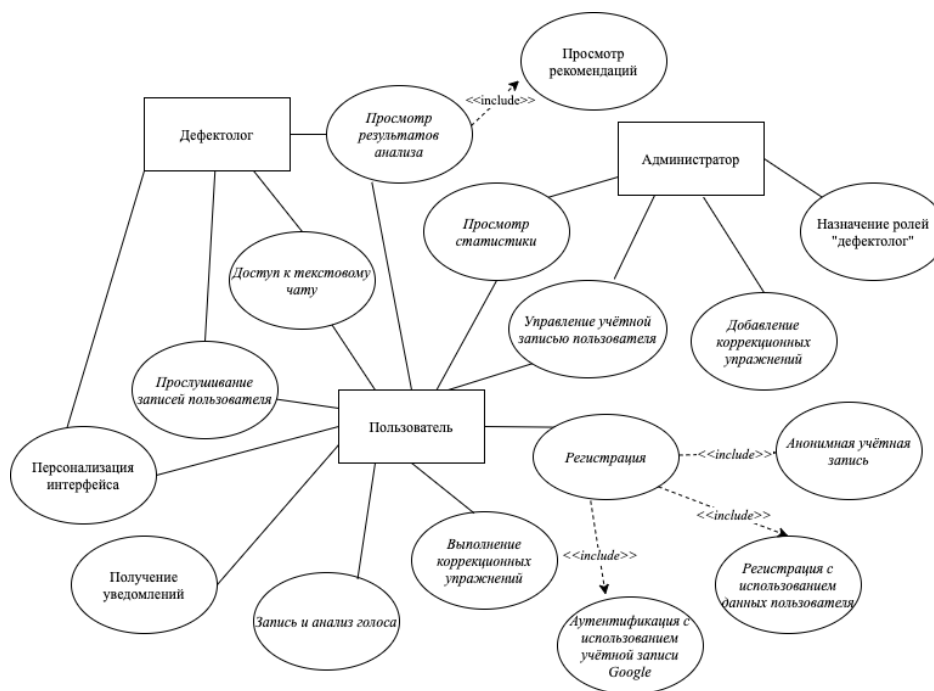 Просмотр
рекомендаций
<<include>>
Дефектолог
Просмотр
результатов
анализа
Администратор
Просмотр
статистики
Назначение ролей
"дефектолог"
Доступ к текстовому
чату
Управление учётной
записью пользователя
Добавление
коррекционных
упражнений
Прослушивание
записей пользователя
Пользователь
Персонализация
интерфейса
Регистрация
<<include>>
Анонимная учётная
запись
<<include>>
<<include>>
Получение
уведомлений
Запись и анализ голоса
Выполнение
коррекционных
упражнений
Регистрация с
использованием
данных пользователя
Аутентификация с
использованием
учётной записи
Google